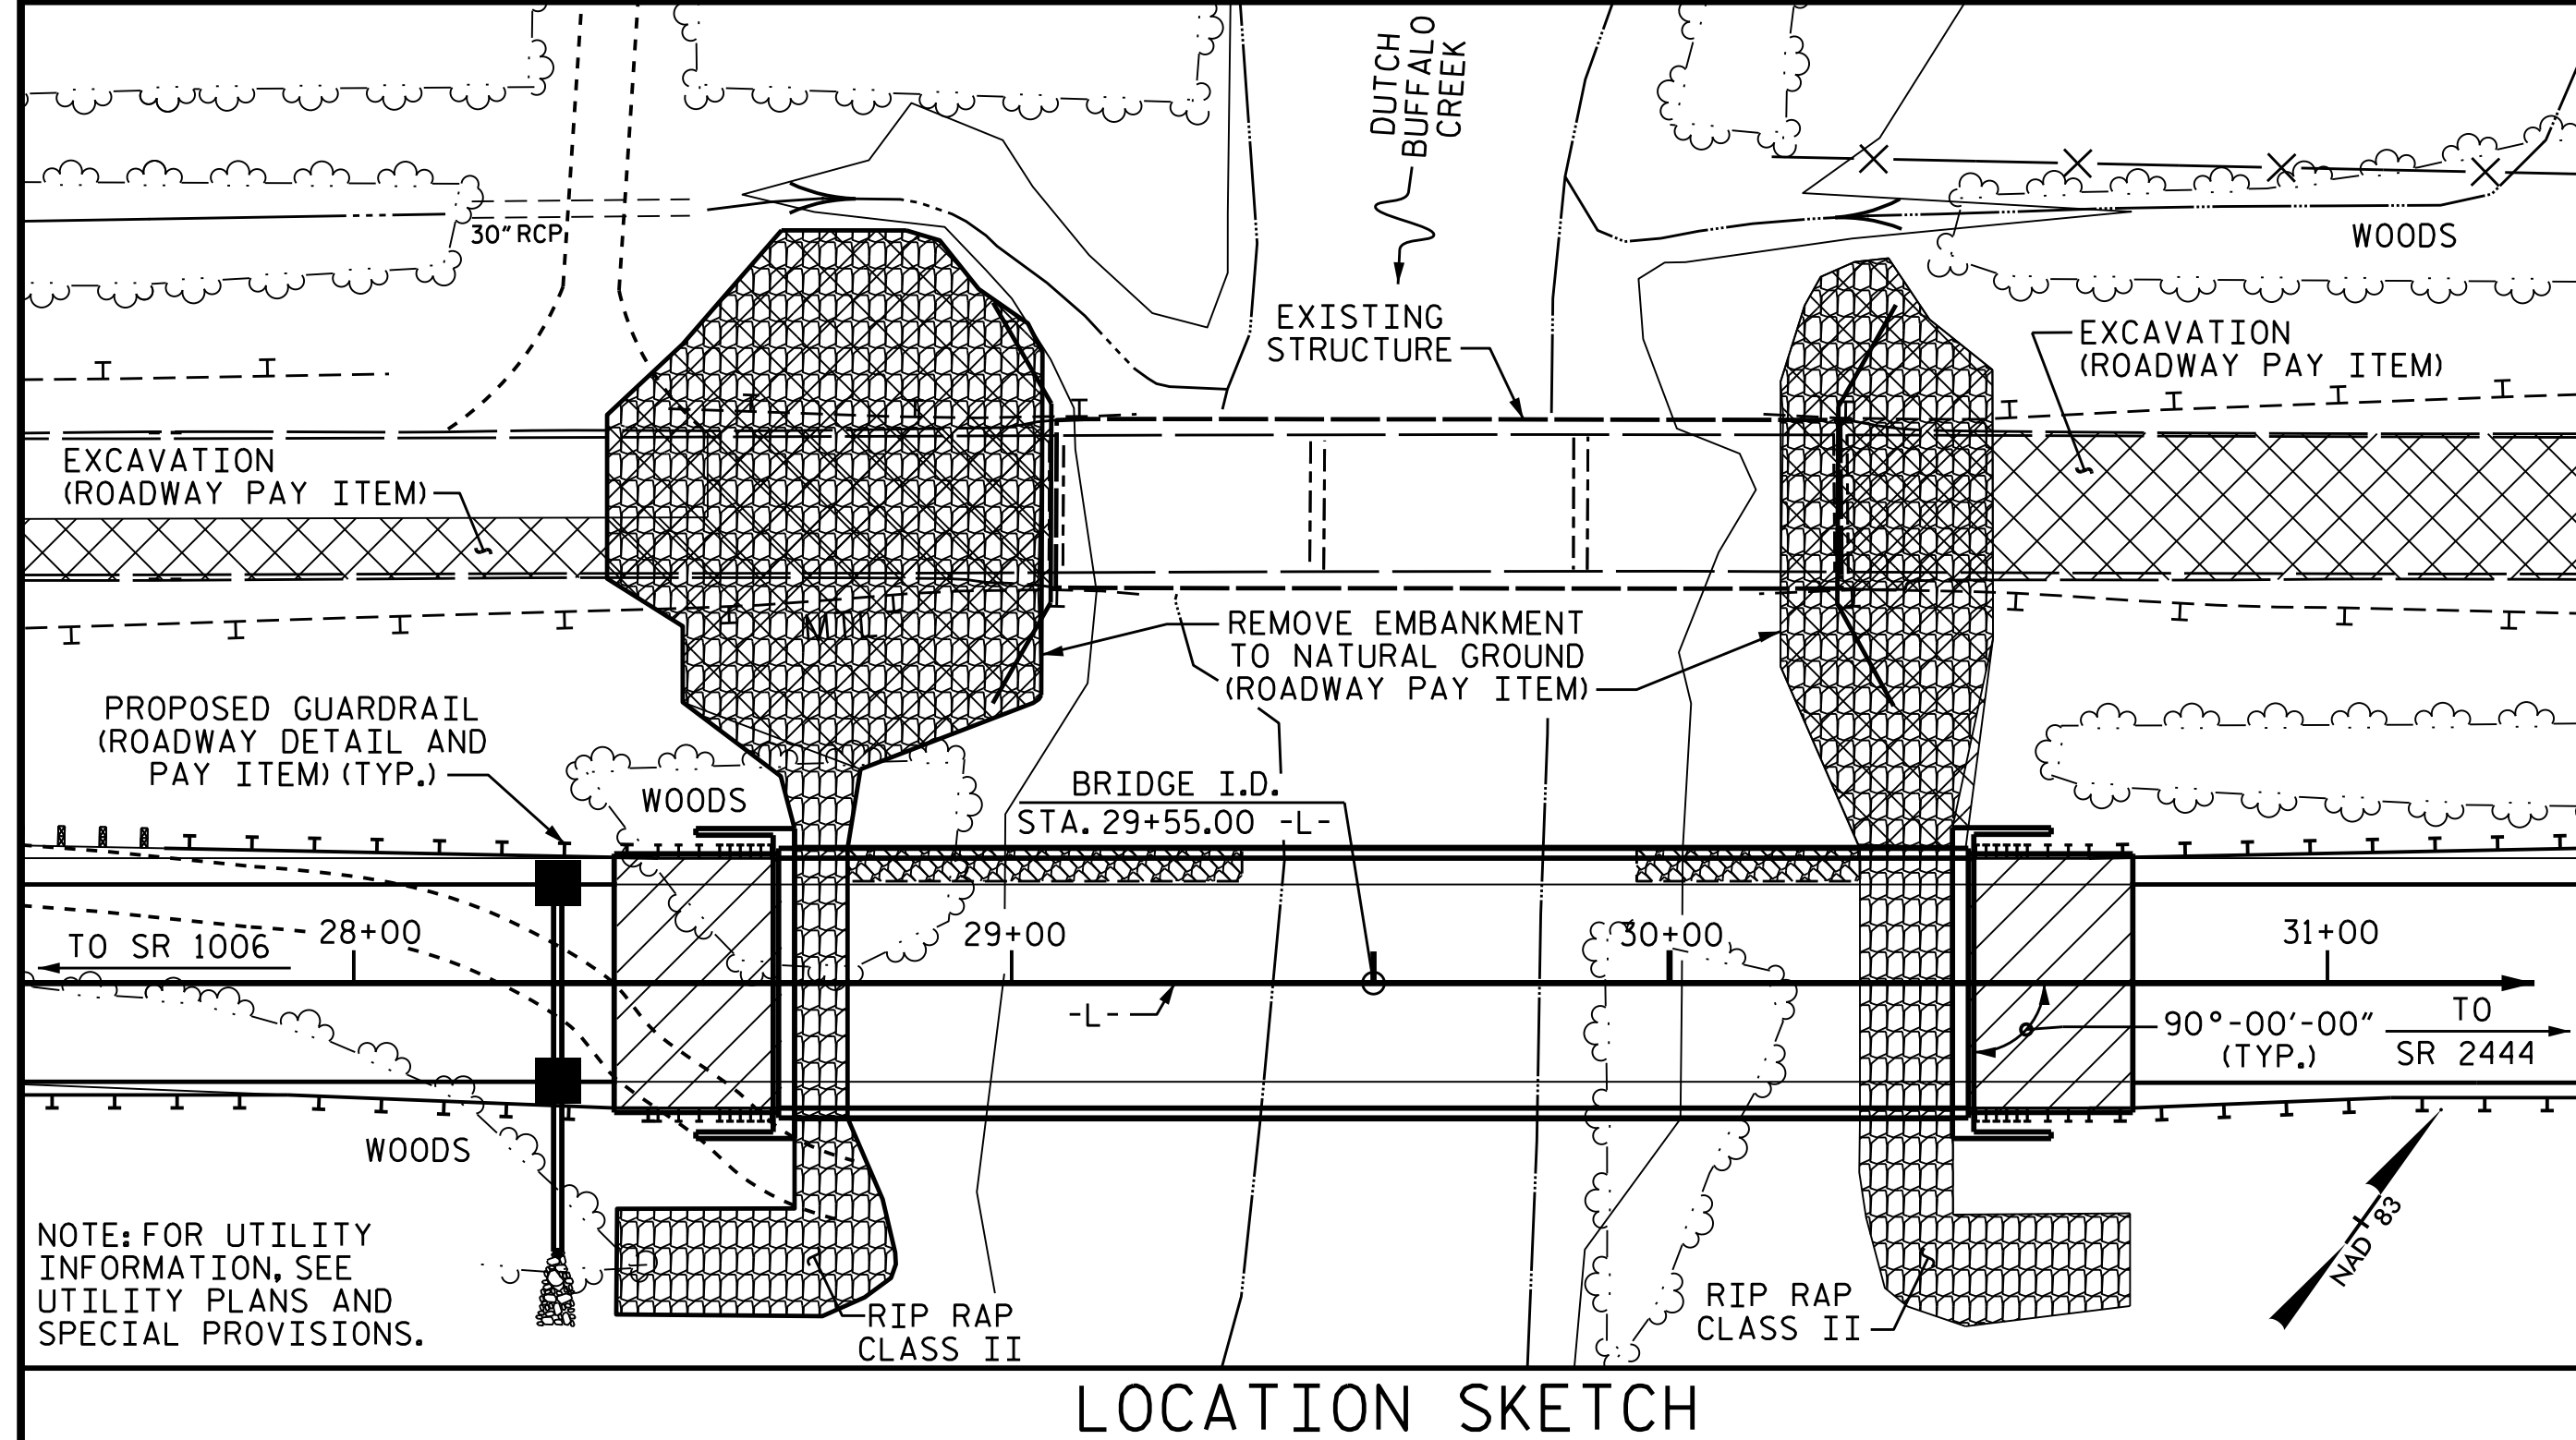 DUTCH
BUFFALO
CREEK
30" RCP
WOODS
EXISTING
STRUCTURE
EXCAVATION
(ROADWAY PAY ITEM)
EXCAVATION
(ROADWAY PAY ITEM)
REMOVE EMBANKMENT
TO NATURAL GROUND
(ROADWAY PAY ITEM)
PROPOSED GUARDRAIL
(ROADWAY DETAIL AND
PAY ITEM) (TYP.)
WOODS
BRIDGE I.D.
STA. 29+55.00 -L-
TO SR 1006
28+00
29+00
30+00
31+00
-L-
90°-00'-00"
(TYP.)
TO
SR 2444
WOODS
NAD 83
NOTE: FOR UTILITY
INFORMATION, SEE
UTILITY PLANS AND
SPECIAL PROVISIONS.
RIP RAP
CLASS II
RIP RAP
CLASS II
LOCATION SKETCH